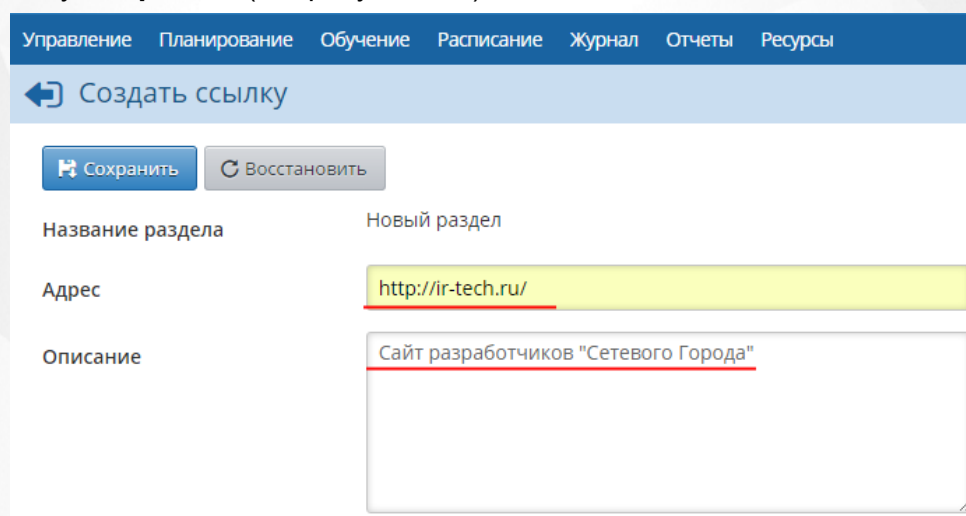 Управление Планирование Обучение Расписание Журнал Отчеты Ресурсы
Создать ссылку
Сохранить Восстановить
Название раздела Новый раздел
Адрес http://ir-tech.ru/
Описание Сайт разработчиков "Сетевого Города"